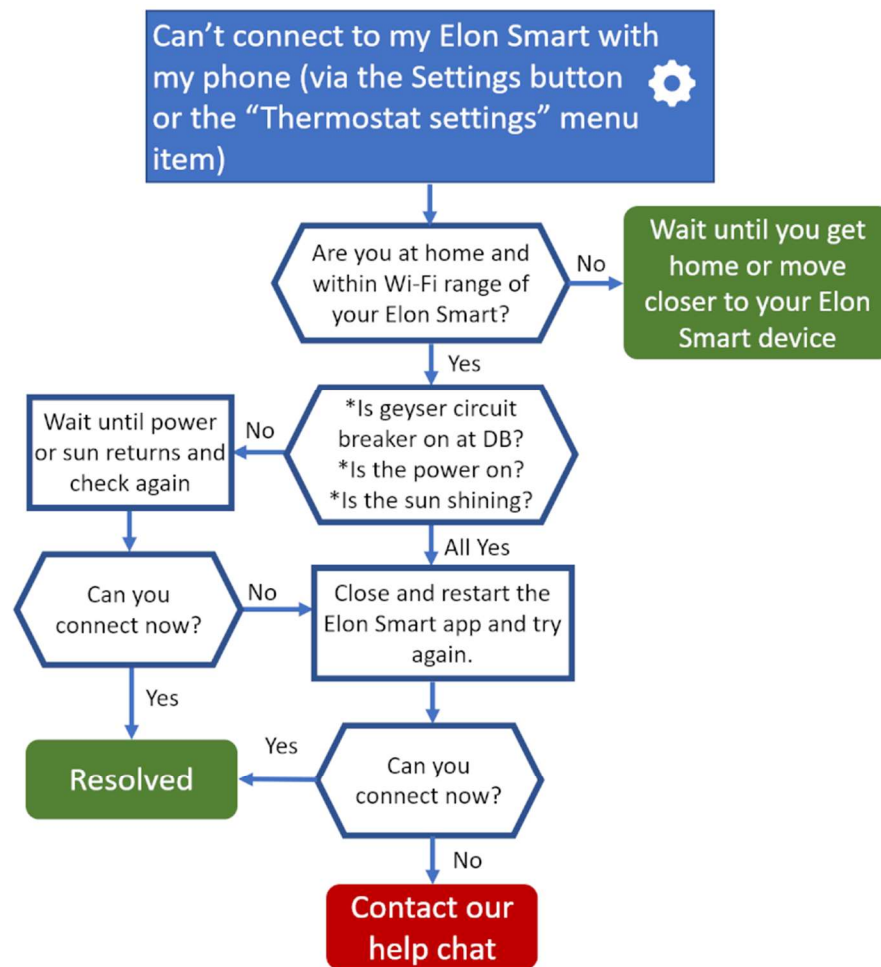 Can’t connect to my Elon Smart with
my phone (via the Settings button
or the “Thermostat settings” menu
item)
Are you at home and
within Wi-Fi range of
your Elon Smart?
No
Wait until you get
home or move
closer to your Elon
Smart device
Yes
*Is geyser circuit
breaker on at DB?
*Is the power on?
*Is the sun shining?
No
Wait until power
or sun returns and
check again
All Yes
Can you
connect now?
No
Close and restart the
Elon Smart app and try
again.
Yes
Yes
Resolved
Can you
connect now?
No
Contact our
help chat